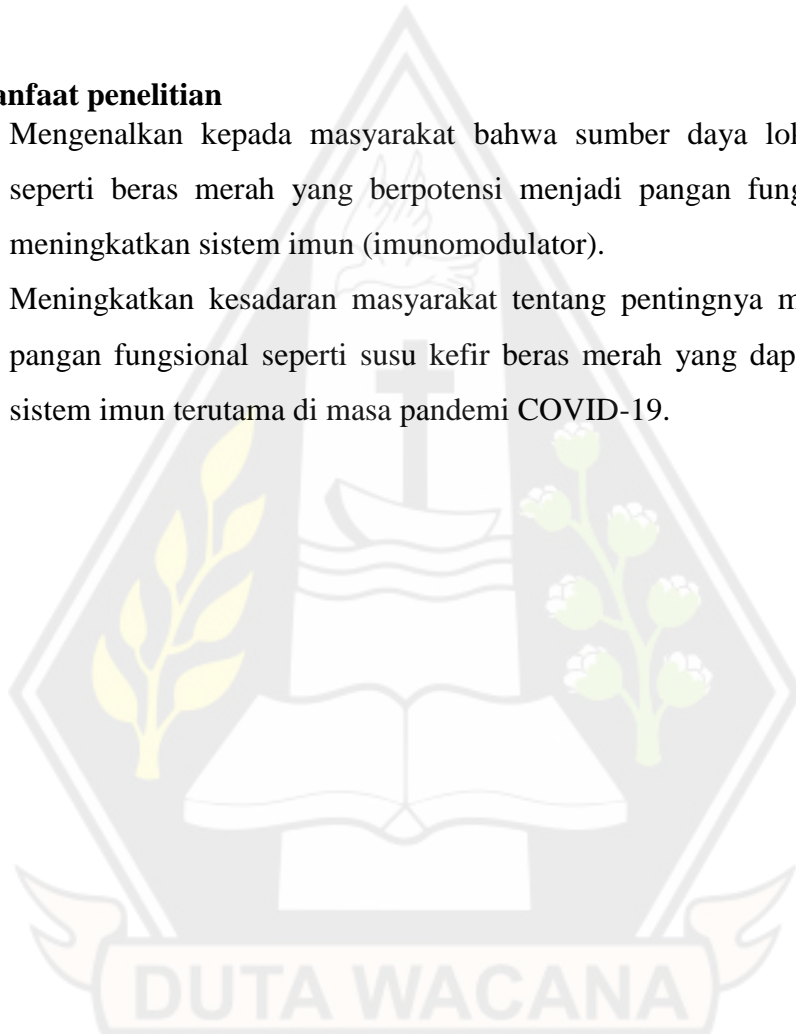 anfaat penelitian
Mengenalkan kepada masyarakat bahwa sumber daya lok
seperti beras merah yang berpotensi menjadi pangan fung
meningkatkan sistem imun (imunomodulator).
Meningkatkan kesadaran masyarakat tentang pentingnya m
pangan fungsional seperti susu kefir beras merah yang dap
sistem imun terutama di masa pandemi COVID-19.
DUTA WACANA